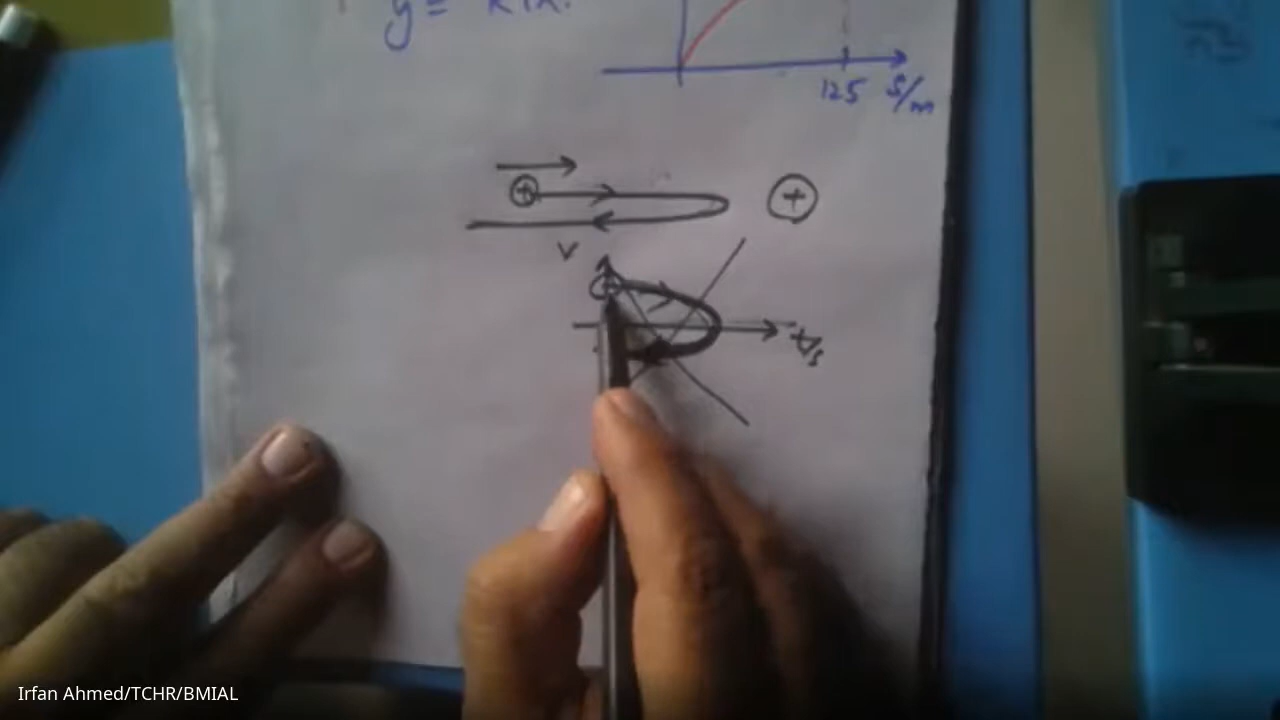 y =
125 S/m
+
+
V
+
t/s
Irfan Ahmed/TCHR/BMIAL